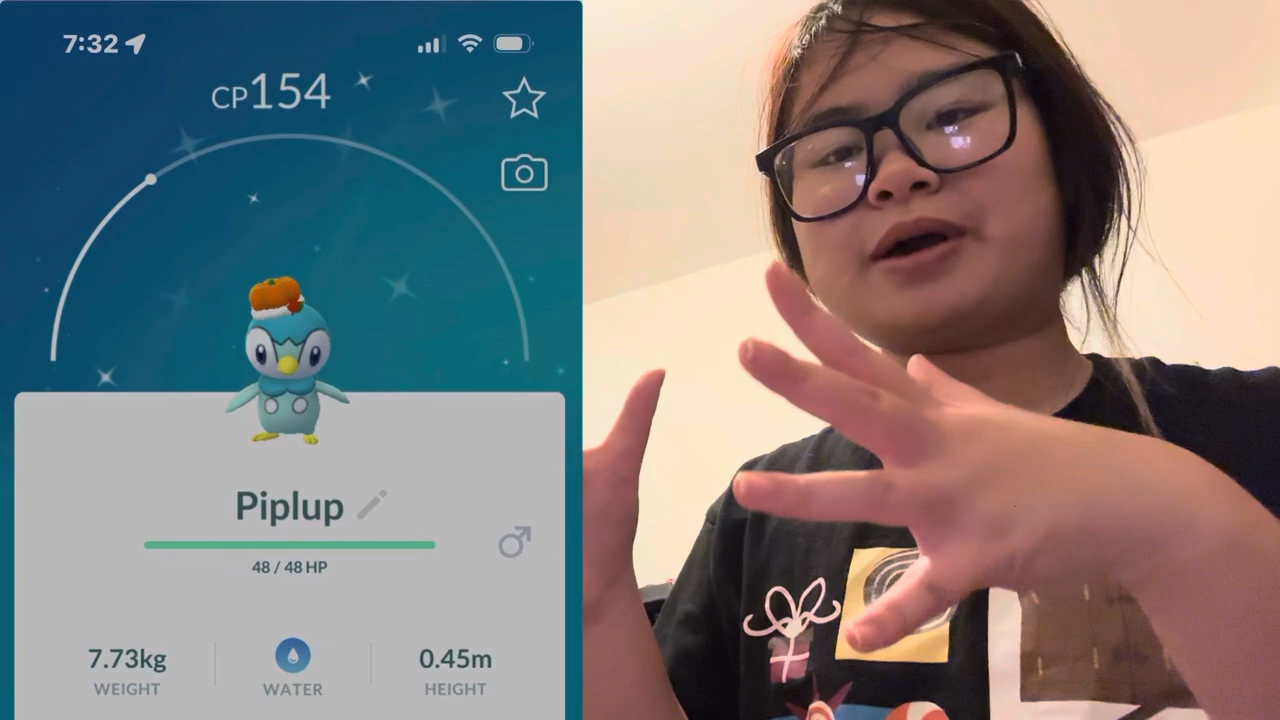 7:32
CP154
Piplup
48 / 48 HP
7.73kg
WEIGHT
WATER
0.45m
HEIGHT